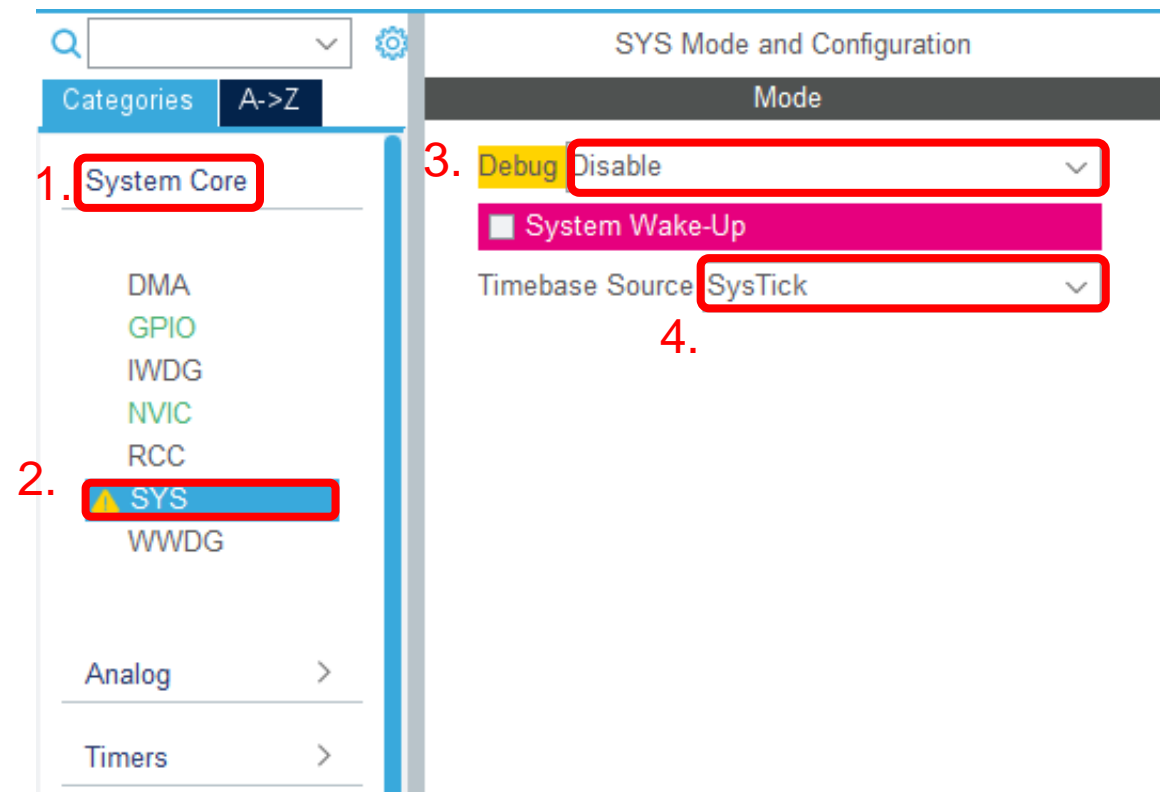 SYS Mode and Configuration
Categories
A->Z
Mode
1.
System Core
3.
Debug
Disable
System Wake-Up
Timebase Source
SysTick
4.
DMA
GPIO
IWDG
NVIC
RCC
2.
SYS
WWDG
Analog
Timers